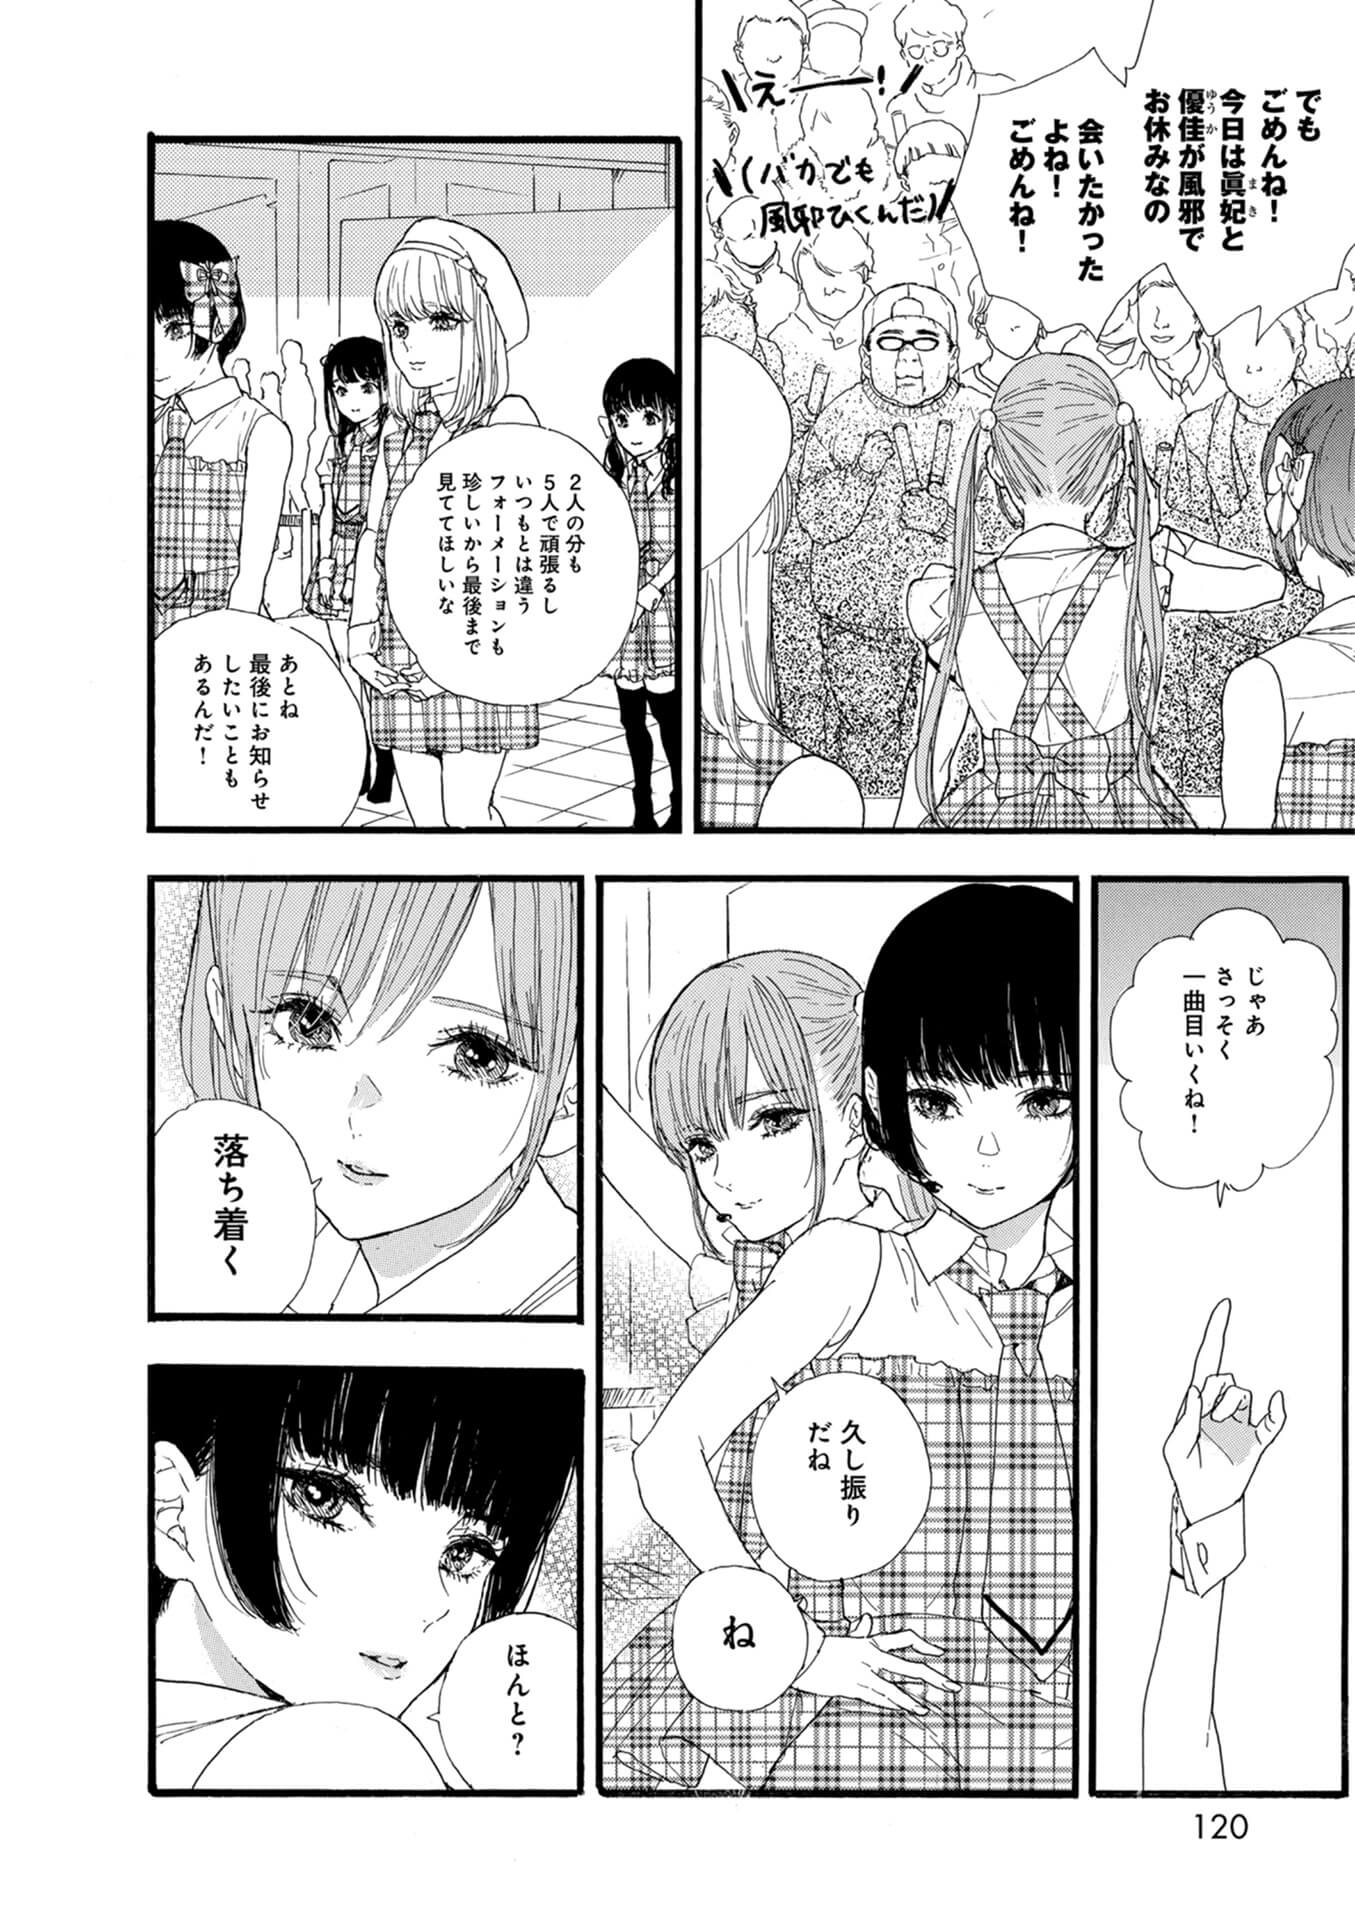 でも
ごめんね！
今日は眞妃と
まき
優佳が風邪で
ゆうか
お休みなの
会いたかった
よね！
ごめんね！
えーー！
（バカでも
風邪ひくんだ）
2人の分も
5人で頑張るし
いつもとは違う
フォーメーションも
珍しいから最後まで
見ててほしいな
あとね
最後にお知らせ
したいことも
あるんだ！
じゃあ
さっそく
一曲目いくね！
久し振り
だね
ね
落ち着く
ほんと？
120